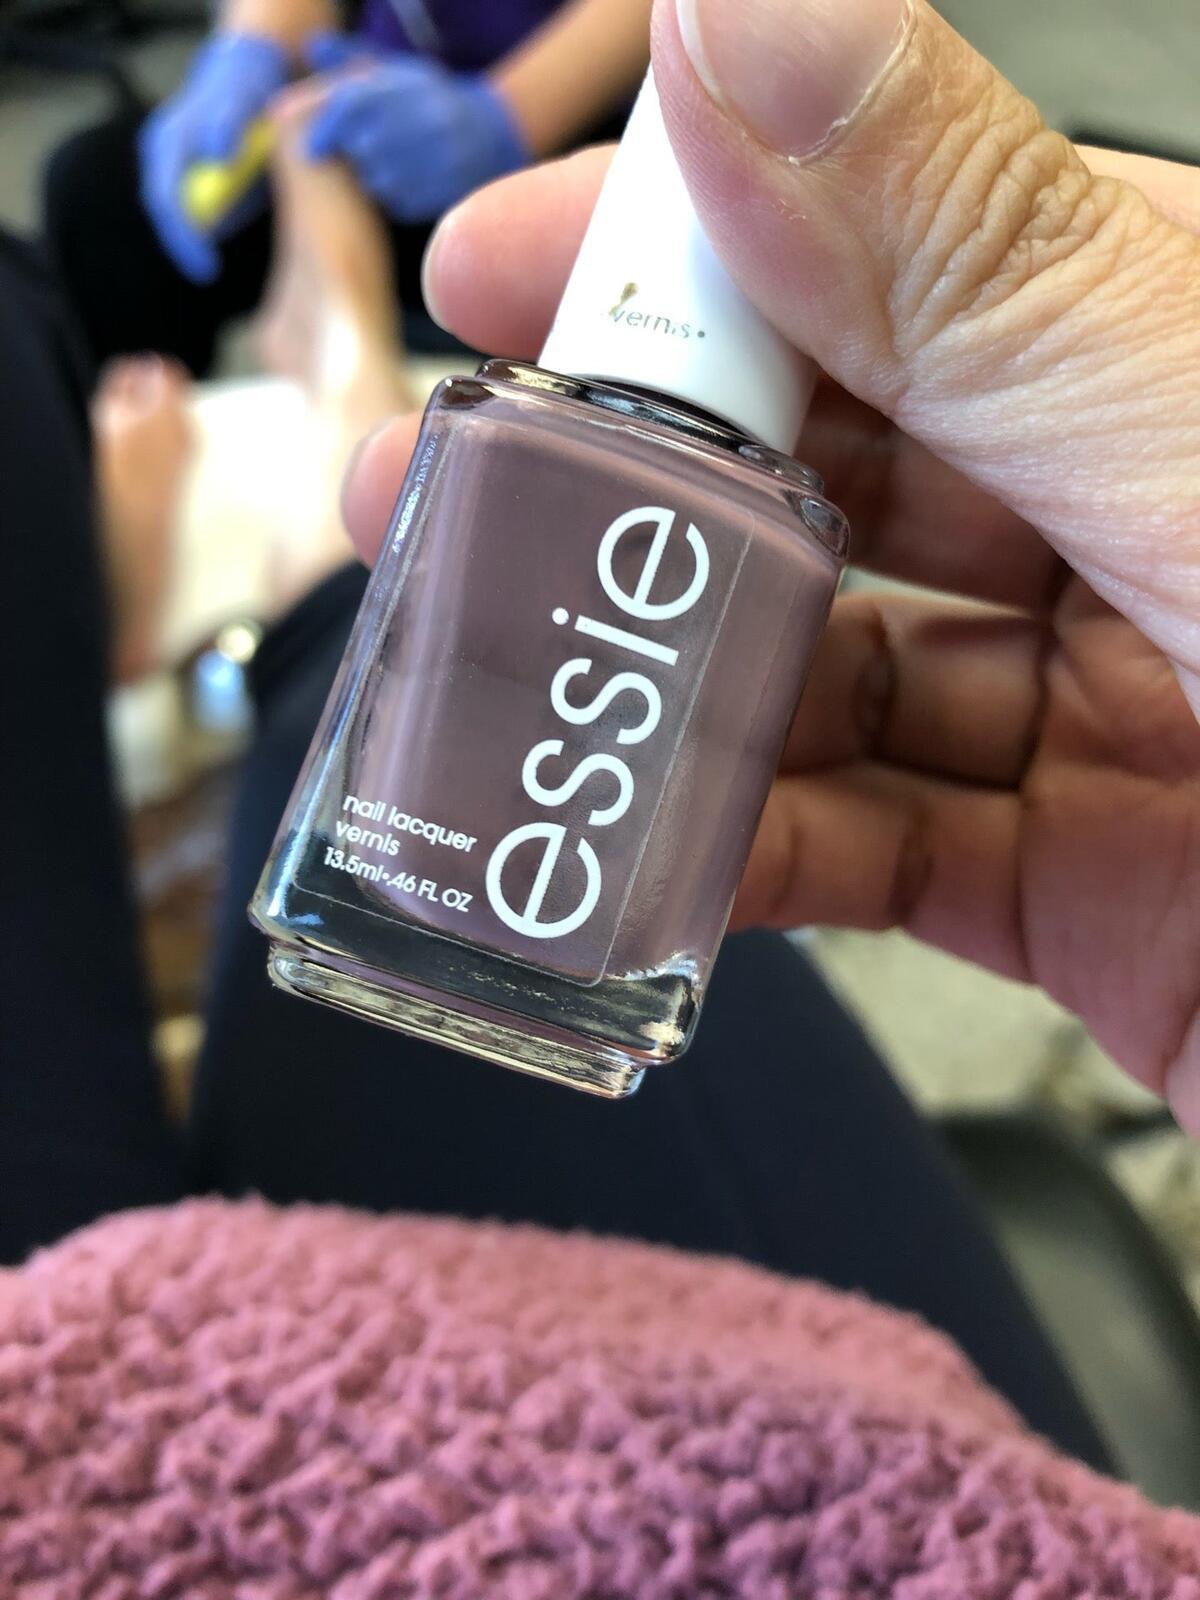 vernis•
essie
nail lacquer
vernis
13.5ml•.46 FL OZ